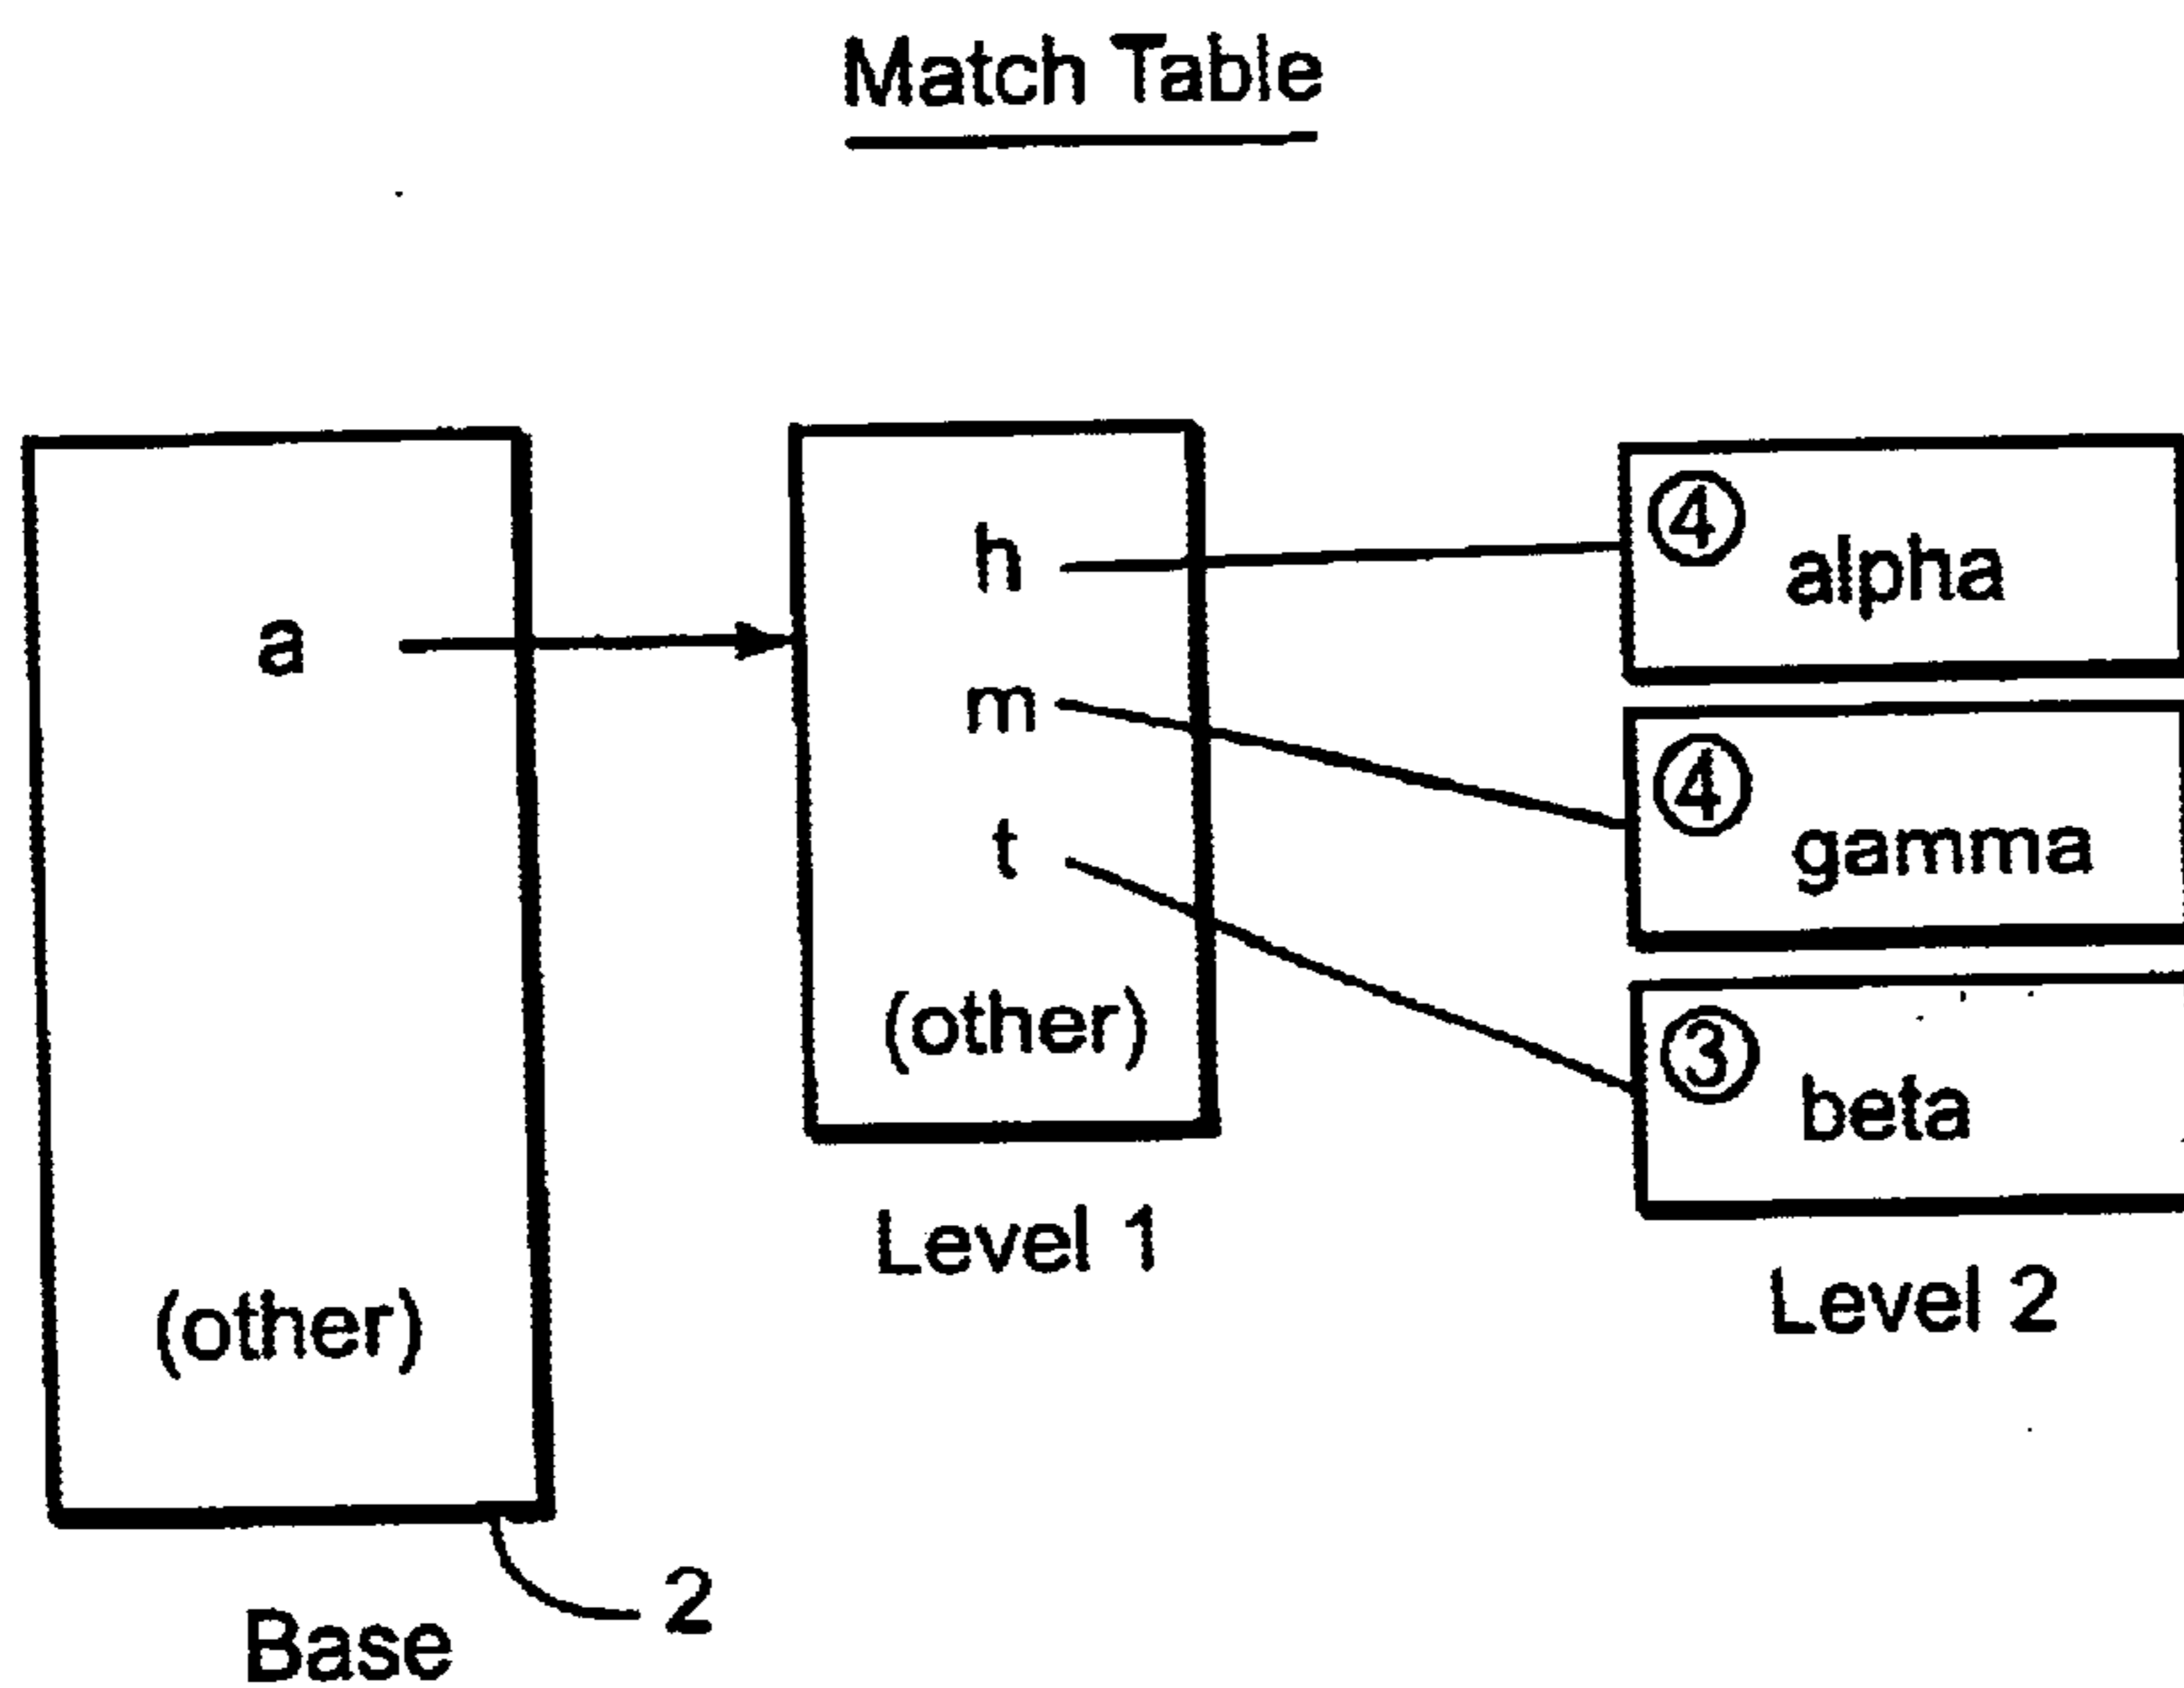 Match Table
a
(other)
Base
2
h
m
t
(other)
Level 1
④
alpha
④
gamma
③
beta
Level 2